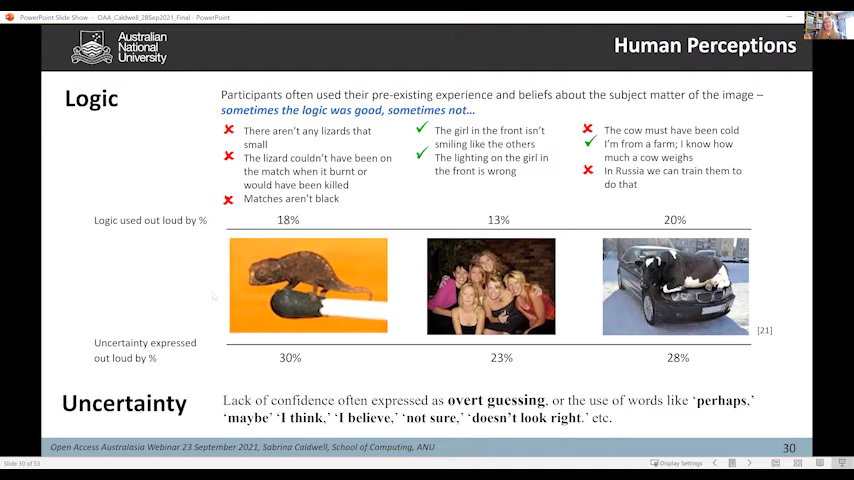 PowerPoint Slide Show - OAA_Caldwell_28Sep2021_Final - PowerPoint
Australian
National
University
Human Perceptions
Logic
Participants often used their pre-existing experience and beliefs about the subject matter of the image –
sometimes the logic was good, sometimes not…
There aren't any lizards that
small
The lizard couldn't have been on
the match when it burnt or
would have been killed
Matches aren't black
The girl in the front isn't
smiling like the others
The lighting on the girl in
the front is wrong
The cow must have been cold
I'm from a farm; I know how
much a cow weighs
In Russia we can train them to
do that
Logic used out loud by %
18%
13%
20%
[21]
Uncertainty expressed
out loud by %
30%
23%
28%
Uncertainty
Lack of confidence often expressed as overt guessing, or the use of words like 'perhaps,'
'maybe' 'I think,' 'I believe,' 'not sure,' 'doesn't look right.' etc.
Open Access Australasia Webinar 23 September 2021, Sabrina Caldwell, School of Computing, ANU
30
Slide 30 of 53
Display Settings